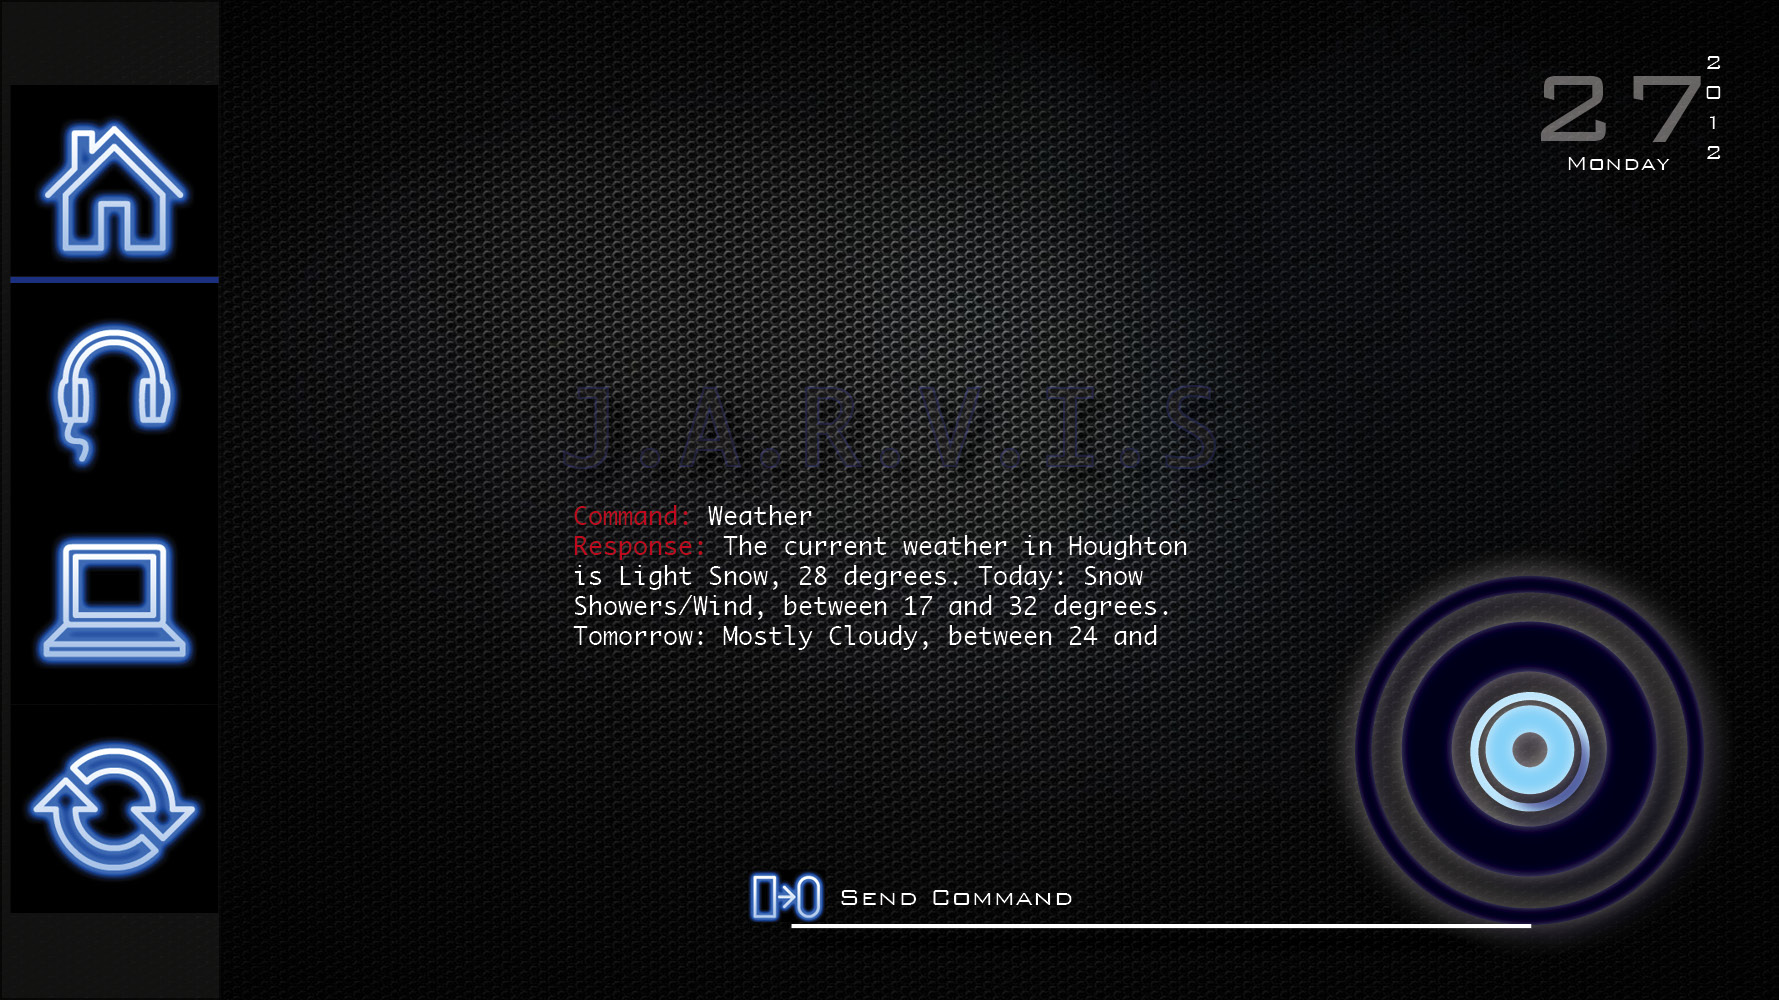 2
0
1
2
27
Monday
J.A.R.V.I.S
Command: Weather
Response: The current weather in Houghton
is Light Snow, 28 degrees. Today: Snow
Showers/Wind, between 17 and 32 degrees.
Tomorrow: Mostly Cloudy, between 24 and
Send Command